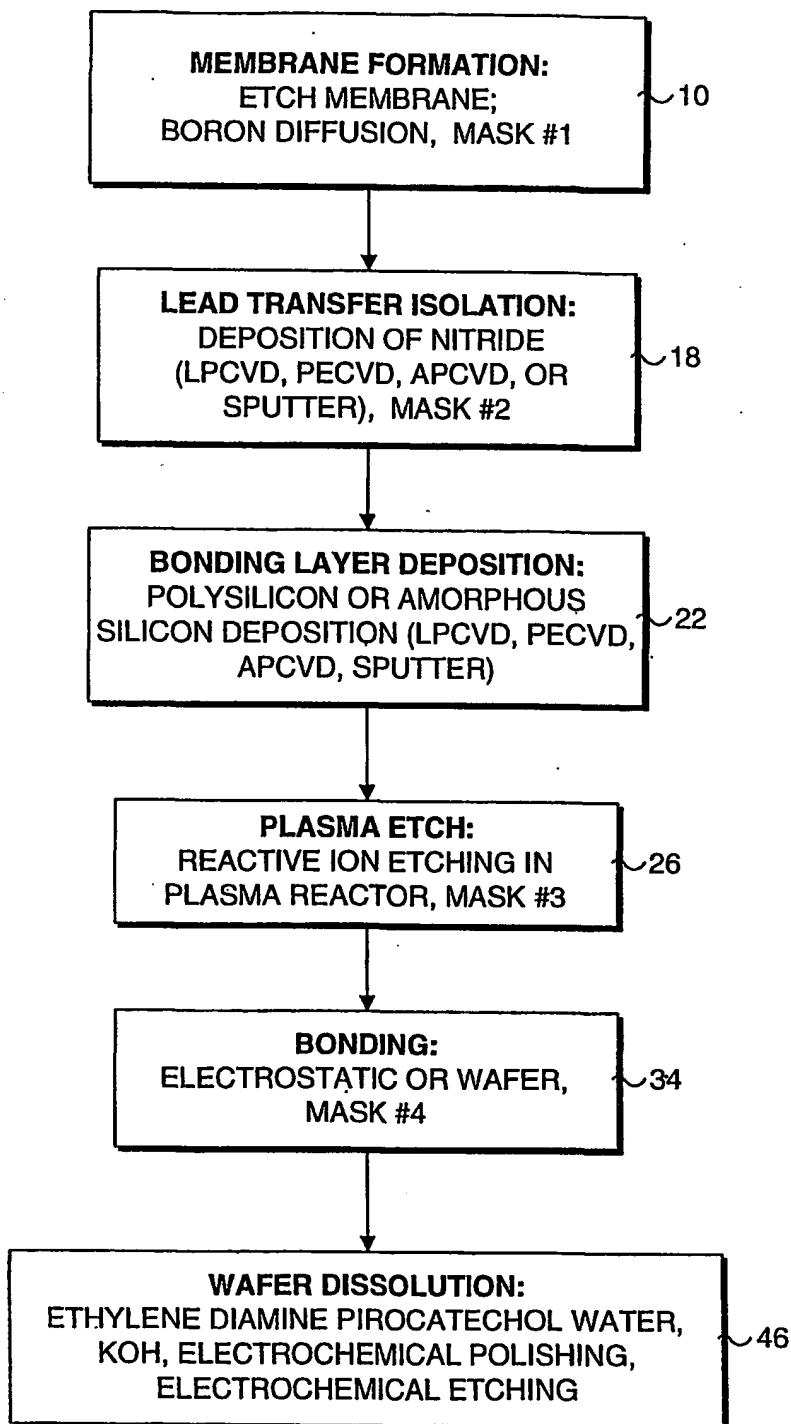 MEMBRANE FORMATION:
ETCH MEMBRANE;
BORON DIFFUSION, MASK #1
10
LEAD TRANSFER ISOLATION:
DEPOSITION OF NITRIDE
(LPCVD, PECVD, APCVD, OR
SPUTTER), MASK #2
18
BONDING LAYER DEPOSITION:
POLYSILICON OR AMORPHOUS
SILICON DEPOSITION (LPCVD, PECVD,
APCVD, SPUTTER)
22
PLASMA ETCH:
REACTIVE ION ETCHING IN
PLASMA REACTOR, MASK #3
26
BONDING:
ELECTROSTATIC OR WAFER,
MASK #4
34
WAFER DISSOLUTION:
ETHYLENE DIAMINE PIROCATECHOL WATER,
KOH, ELECTROCHEMICAL POLISHING,
ELECTROCHEMICAL ETCHING
46